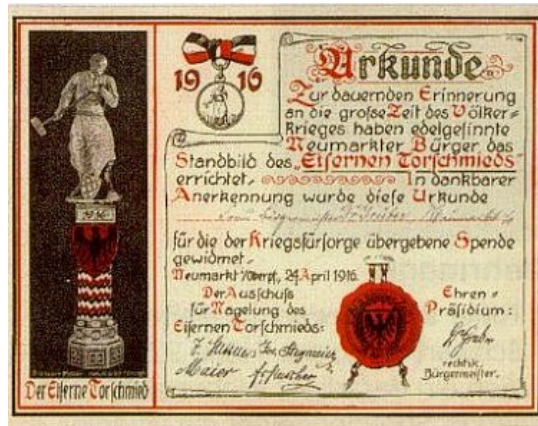 1916
Urkunde
Zur dauernden Erinnerung
an die große Zeit des Völker=
krieges haben edelgesinnte
Neumarkter Bürger das
Standbild des „Eisernen Torschmieds“
errichtet. In dankbarer
Anerkennung wurde diese Urkunde
für die der Kriegsfürsorge übergebene Spende
gewidmet.
Neumarkt i/Oberpf., 24 April 1916.
Der Ausschuß
für Nagelung des
Eisernen Torschmieds:
Maier
Ehren=
Präsidium:
rechtsk.
Bürgermeister.
1916
Der Eiserne Torschmied